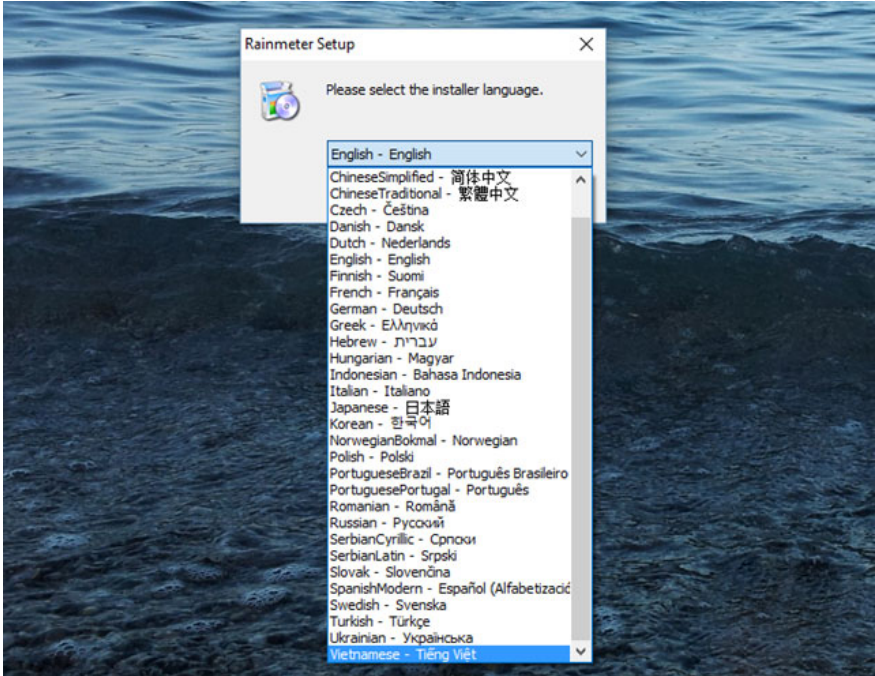 Rainmeter Setup
Please select the installer language.
English - English
ChineseSimplified - 简体中文
ChineseTraditional - 繁體中文
Czech - Čeština
Danish - Dansk
Dutch - Nederlands
English - English
Finnish - Suomi
French - Français
German - Deutsch
Greek - Ελληνικά
Hebrew - עברית
Hungarian - Magyar
Indonesian - Bahasa Indonesia
Italian - Italiano
Japanese - 日本語
Korean - 한국어
NorwegianBokmal - Norwegian
Polish - Polski
PortugueseBrazil - Português Brasileiro
PortuguesePortugal - Português
Romanian - Română
Russian - Русский
SerbianCyrillic - Српски
SerbianLatin - Srpski
Slovak - Slovenčina
SpanishModern - Español (Alfabetizació
Swedish - Svenska
Turkish - Türkçe
Ukrainian - Українська
Vietnamese - Tiếng Việt